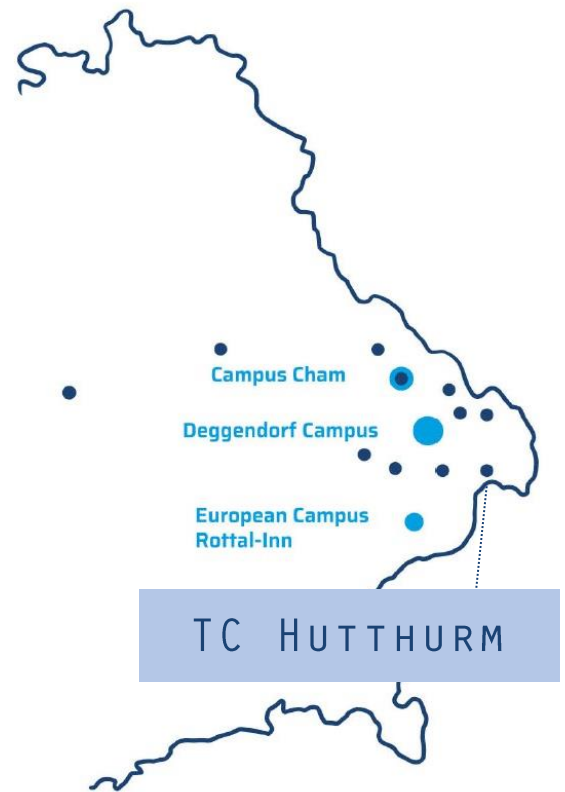 Campus Cham
Deggendorf Campus
European Campus
Rottal-Inn
TC HUTTHURM